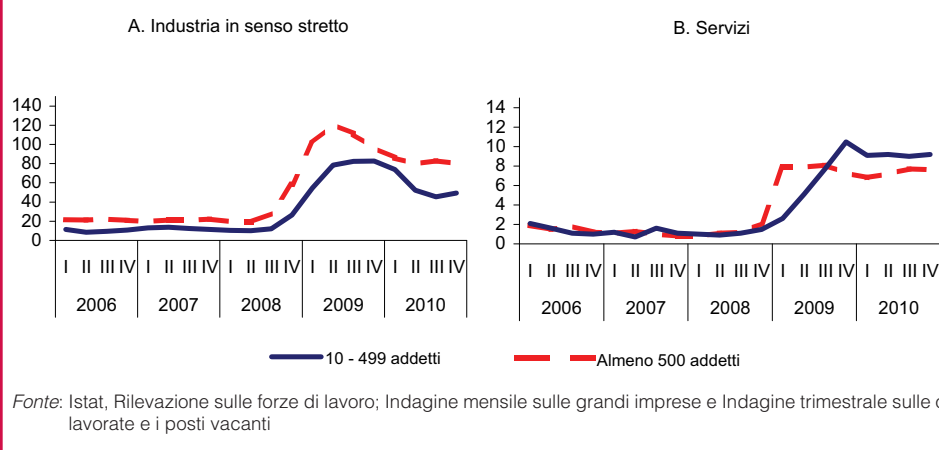 A. Industria in senso stretto
B. Servizi
140
120
100
80
60
40
20
0
I II III IV I II III IV I II III IV I II III IV I II III IV
2006 2007 2008 2009 2010
14
12
10
8
6
4
2
0
I II III IV I II III IV I II III IV I II III IV I II III IV
2006 2007 2008 2009 2010
10 - 499 addetti
Almeno 500 addetti
Fonte: Istat, Rilevazione sulle forze di lavoro; Indagine mensile sulle grandi imprese e Indagine trimestrale sulle
lavorate e i posti vacanti